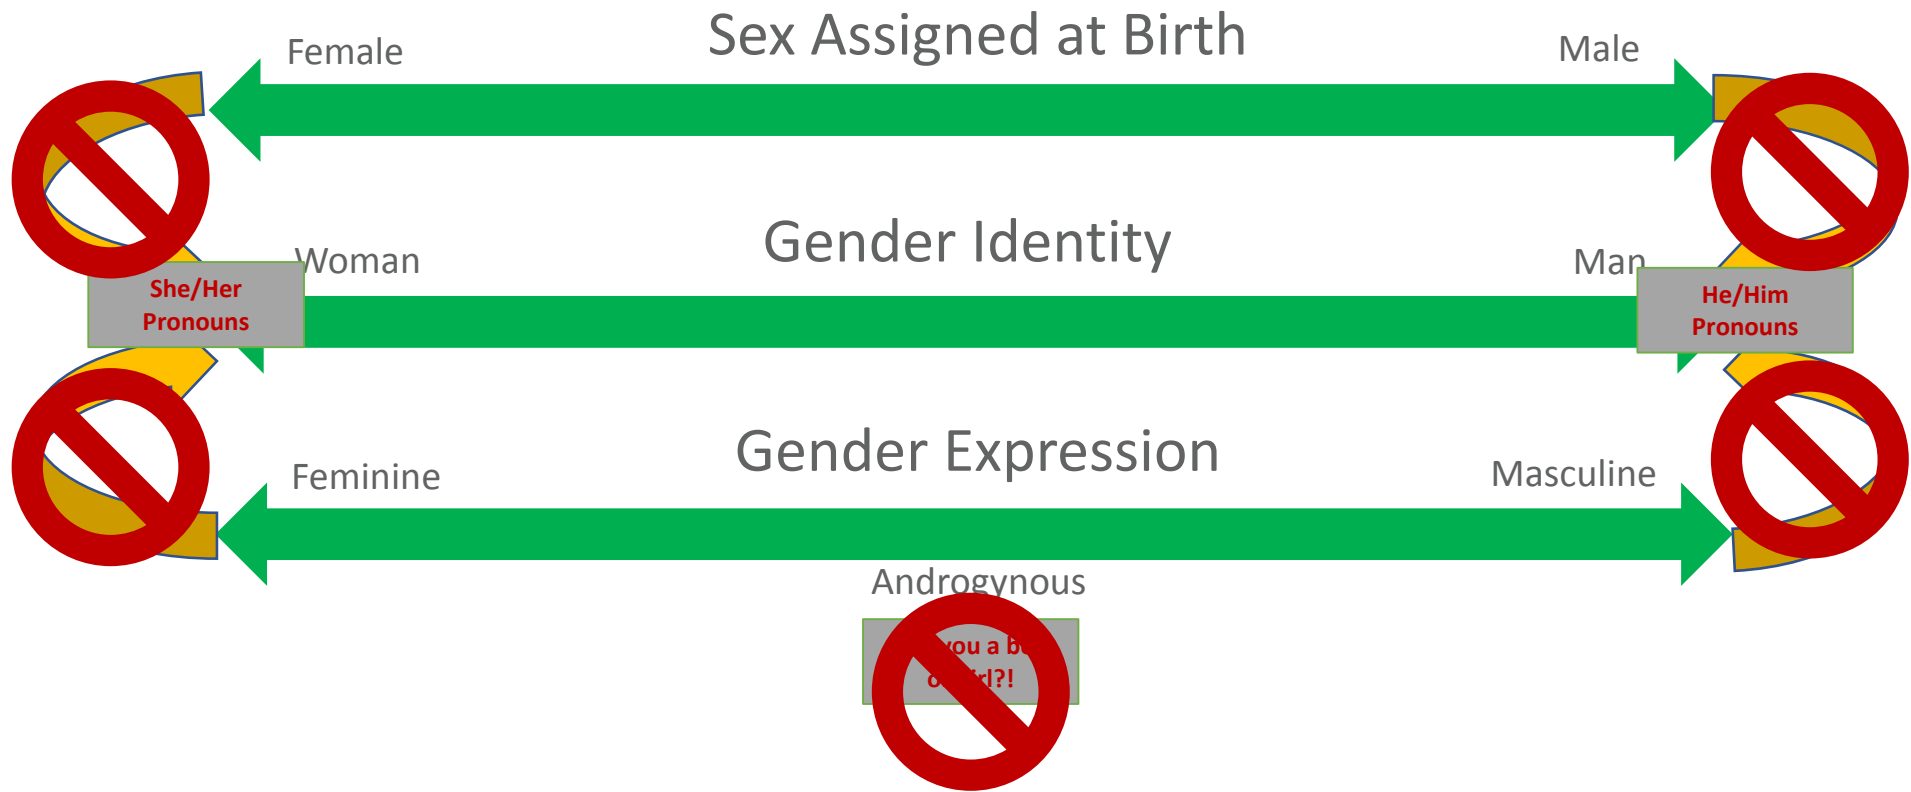 Sex Assigned at Birth
Female
Male
Gender Identity
Woman
Man
She/Her
Pronouns
He/Him
Pronouns
Gender Expression
Feminine
Masculine
Androgynous
you a